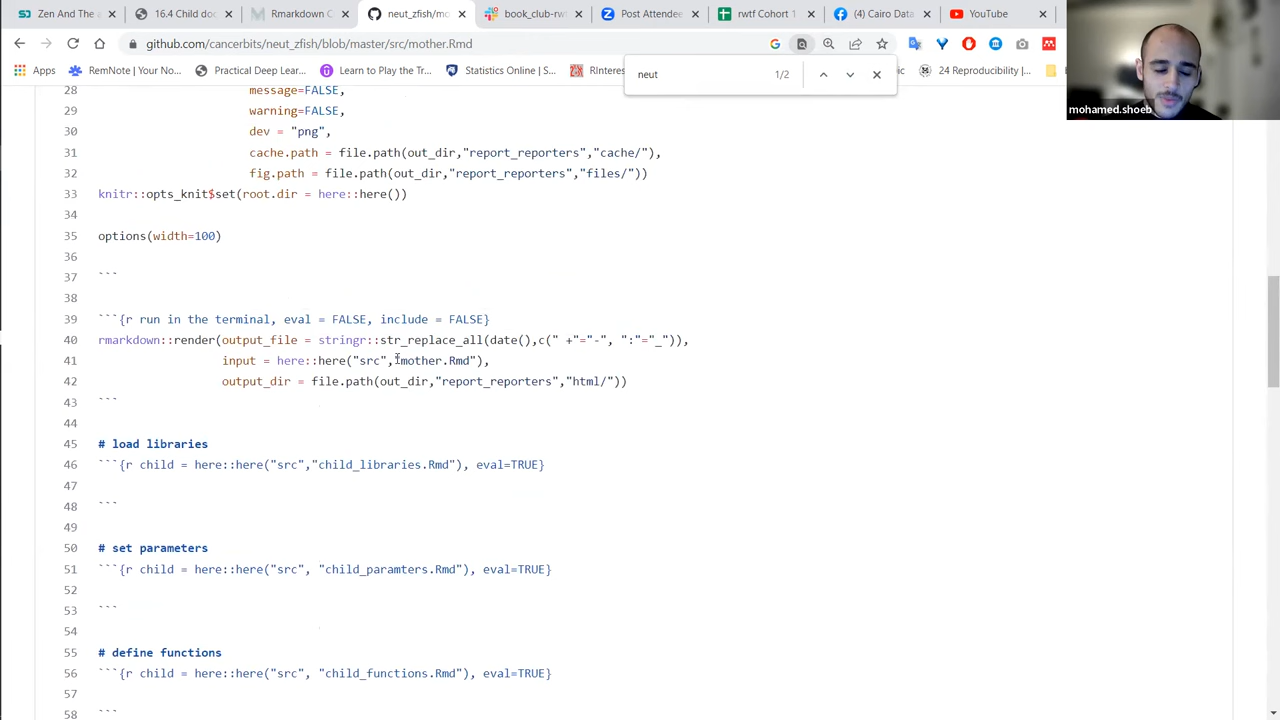 Zen And The A
16.4 Child do
Rmarkdown C
neut_zfish/mo
book_club-rw
Post Attendee
rwtf Cohort 1
(4) Cairo Data
YouTube
github.com/cancerbits/neut_zfish/blob/master/src/mother.Rmd
Apps
RemNote | Your No...
Practical Deep Lear...
Learn to Play the Tr...
Statistics Online | S...
RInteres
24 Reproducibility |...
neut
1/2
mohamed.shoeb
28 message=FALSE,
29 warning=FALSE,
30 dev = "png",
31 cache.path = file.path(out_dir,"report_reporters","cache/"),
32 fig.path = file.path(out_dir,"report_reporters","files/"))
33 knitr::opts_knit$set(root.dir = here::here())
34
35 options(width=100)
36
37 ```
38
39 ```{r run in the terminal, eval = FALSE, include = FALSE}
40 rmarkdown::render(output_file = stringr::str_replace_all(date(),c(" +"="-", ":"="_")),
41 input = here::here("src","mother.Rmd"),
42 output_dir = file.path(out_dir,"report_reporters","html/"))
43 ```
44
45 # load libraries
46 ```{r child = here::here("src","child_libraries.Rmd"), eval=TRUE}
47
48 ```
49
50 # set parameters
51 ```{r child = here::here("src", "child_paramters.Rmd"), eval=TRUE}
52
53 ```
54
55 # define functions
56 ```{r child = here::here("src", "child_functions.Rmd"), eval=TRUE}
57
58 ```